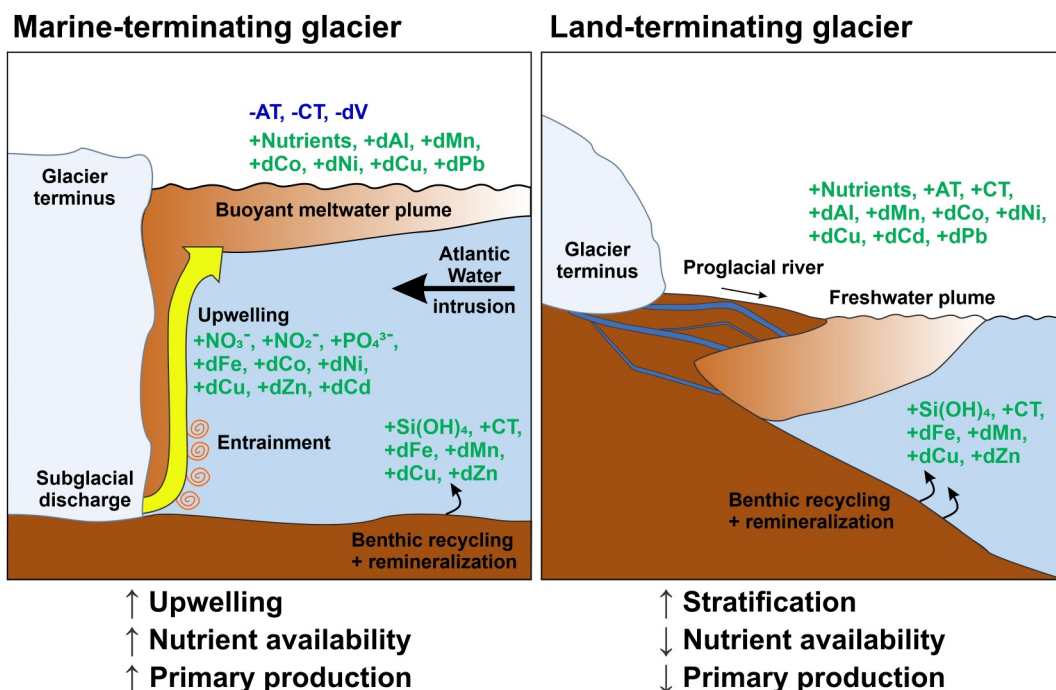 Marine-terminating glacier
-AT, -CT, -dV
+Nutrients, +dAl, +dMn,
+dCo, +dNi, +dCu, +dPb
Glacier
terminus
Buoyant meltwater plume
Atlantic
Water
intrusion
Upwelling
+NO₃⁻, +NO₂⁻, +PO₄³⁻,
+dFe, +dCo, +dNi,
+dCu, +dZn, +dCd
Entrainment
+Si(OH)₄, +CT,
+dFe, +dMn,
+dCu, +dZn
Subglacial
discharge
Benthic recycling
+ remineralization
↑ Upwelling
↑ Nutrient availability
↑ Primary production
Land-terminating glacier
+Nutrients, +AT, +CT,
+dAl, +dMn, +dCo, +dNi,
+dCu, +dCd, +dPb
Glacier
terminus
Proglacial river
Freshwater plume
+Si(OH)₄, +CT,
+dFe, +dMn,
+dCu, +dZn
Benthic recycling
+ remineralization
↑ Stratification
↓ Nutrient availability
↓ Primary production